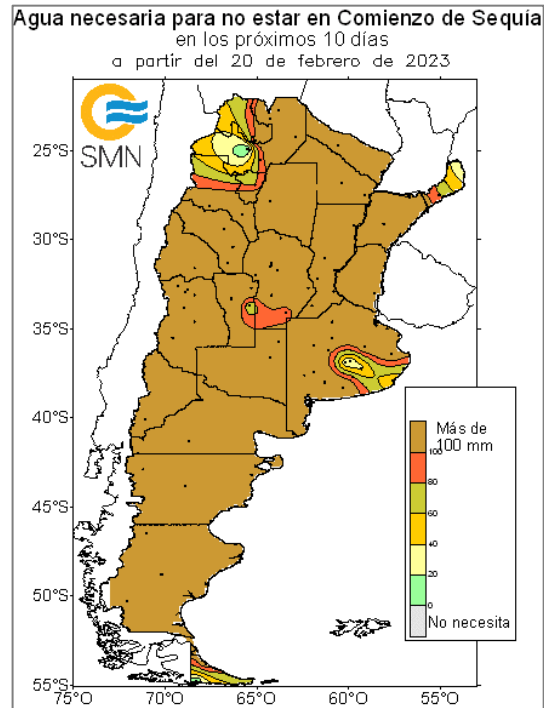 Agua necesaria para no estar en Comienzo de Sequía
en los próximos 10 días
a partir del 20 de febrero de 2023
SMN
25°S
30°S
35°S
40°S
45°S
50°S
55°S
75°O
70°O
65°O
60°O
55°O
Más de
100 mm
100
80
60
40
20
0
No necesita